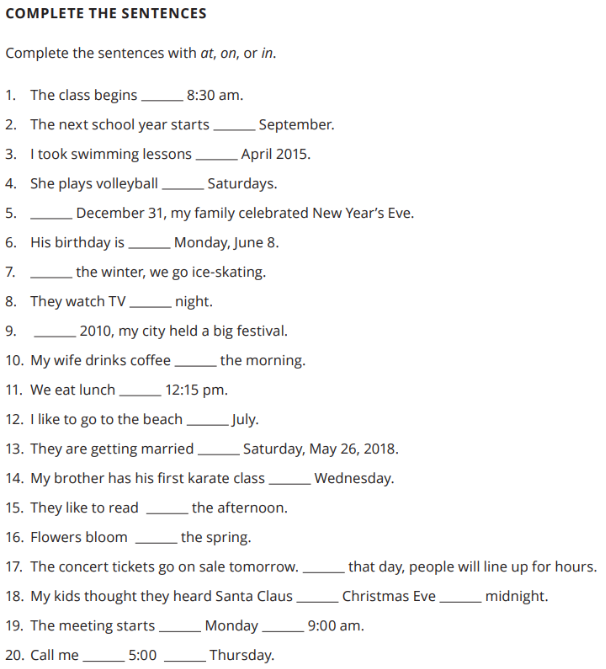 COMPLETE THE SENTENCES
Complete the sentences with at, on, or in.
1. The class begins ______ 8:30 am.
2. The next school year starts ______ September.
3. I took swimming lessons ______ April 2015.
4. She plays volleyball ______ Saturdays.
5. ______ December 31, my family celebrated New Year’s Eve.
6. His birthday is ______ Monday, June 8.
7. ______ the winter, we go ice-skating.
8. They watch TV ______ night.
9. ______ 2010, my city held a big festival.
10. My wife drinks coffee ______ the morning.
11. We eat lunch ______ 12:15 pm.
12. I like to go to the beach ______ July.
13. They are getting married ______ Saturday, May 26, 2018.
14. My brother has his first karate class ______ Wednesday.
15. They like to read ______ the afternoon.
16. Flowers bloom ______ the spring.
17. The concert tickets go on sale tomorrow. ______ that day, people will line up for hours.
18. My kids thought they heard Santa Claus ______ Christmas Eve ______ midnight.
19. The meeting starts ______ Monday ______ 9:00 am.
20. Call me ______ 5:00 ______ Thursday.